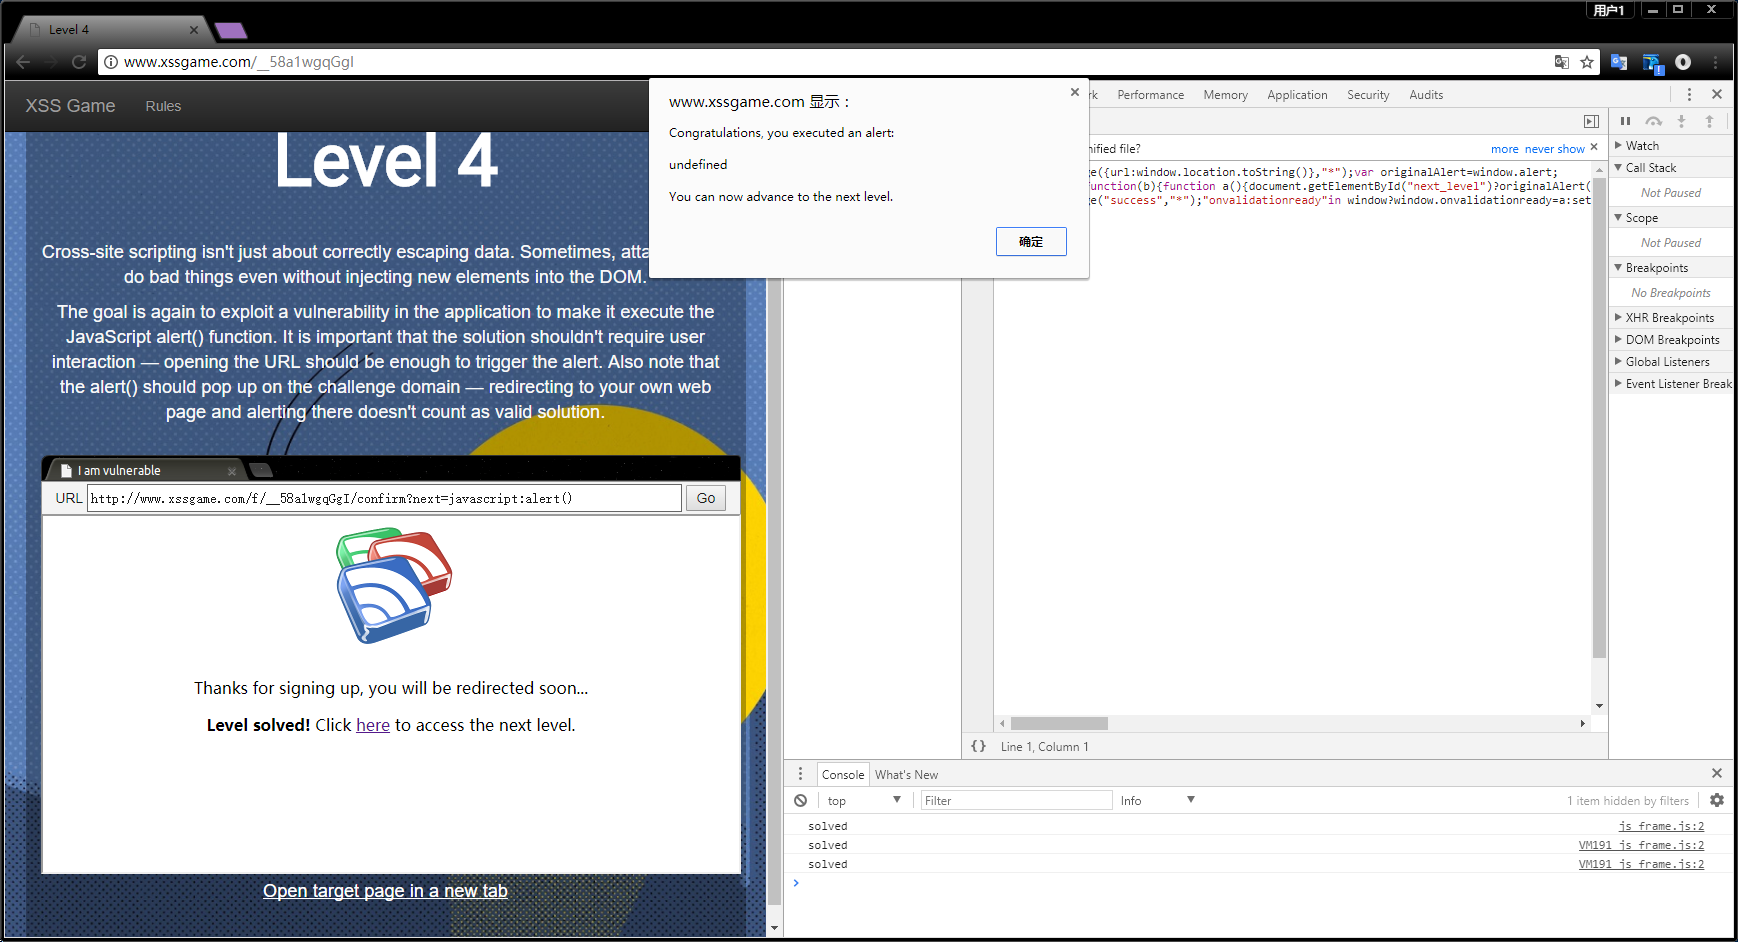 用户1
Level 4
www.xssgame.com/__58a1wgqGgI
XSS Game
Rules
www.xssgame.com 显示：
Congratulations, you executed an alert:
undefined
You can now advance to the next level.
确定
Performance
Memory
Application
Security
Audits
more never show
e({url:window.location.toString()},"*");var originalAlert=window.alert;
unction(b){function a(){document.getElementById("next_level")?originalAlert(
e("success","*");"onvalidationready"in window?window.onvalidationready=a:set
Line 1, Column 1
Watch
Call Stack
Not Paused
Scope
Not Paused
Breakpoints
No Breakpoints
XHR Breakpoints
DOM Breakpoints
Global Listeners
Event Listener Break
Level 4
Cross-site scripting isn't just about correctly escaping data. Sometimes, atta
do bad things even without injecting new elements into the DOM.
The goal is again to exploit a vulnerability in the application to make it execute the
JavaScript alert() function. It is important that the solution shouldn't require user
interaction — opening the URL should be enough to trigger the alert. Also note that
the alert() should pop up on the challenge domain — redirecting to your own web
page and alerting there doesn't count as valid solution.
I am vulnerable
URL
http://www.xssgame.com/f/__58a1wgqGgI/confirm?next=javascript:alert()
Go
Thanks for signing up, you will be redirected soon...
Level solved! Click here to access the next level.
Open target page in a new tab
Console
What's New
top
Filter
Info
1 item hidden by filters
solved
js_frame.js:2
solved
VM191 js_frame.js:2
solved
VM191 js_frame.js:2